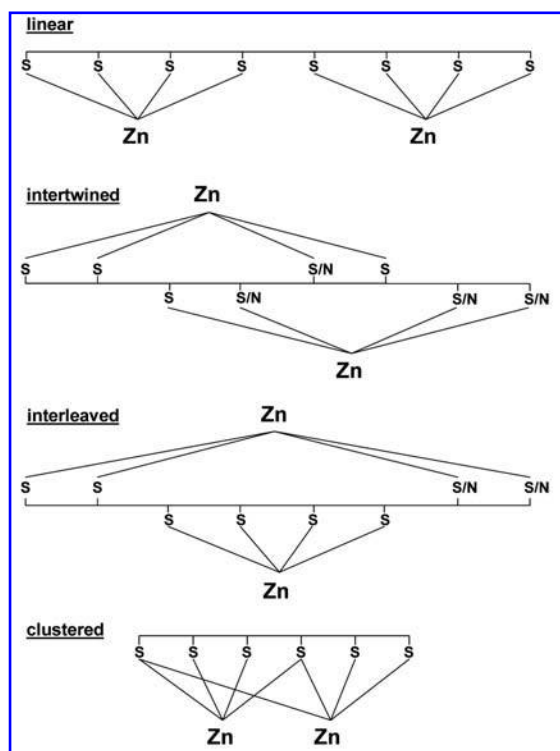 linear
S S S S S S S S
Zn Zn
intertwined
Zn
S S S/N S
S S/N S/N S/N
Zn
interleaved
Zn
S S S/N S/N
S S S S
Zn
clustered
S S S S S S
Zn Zn